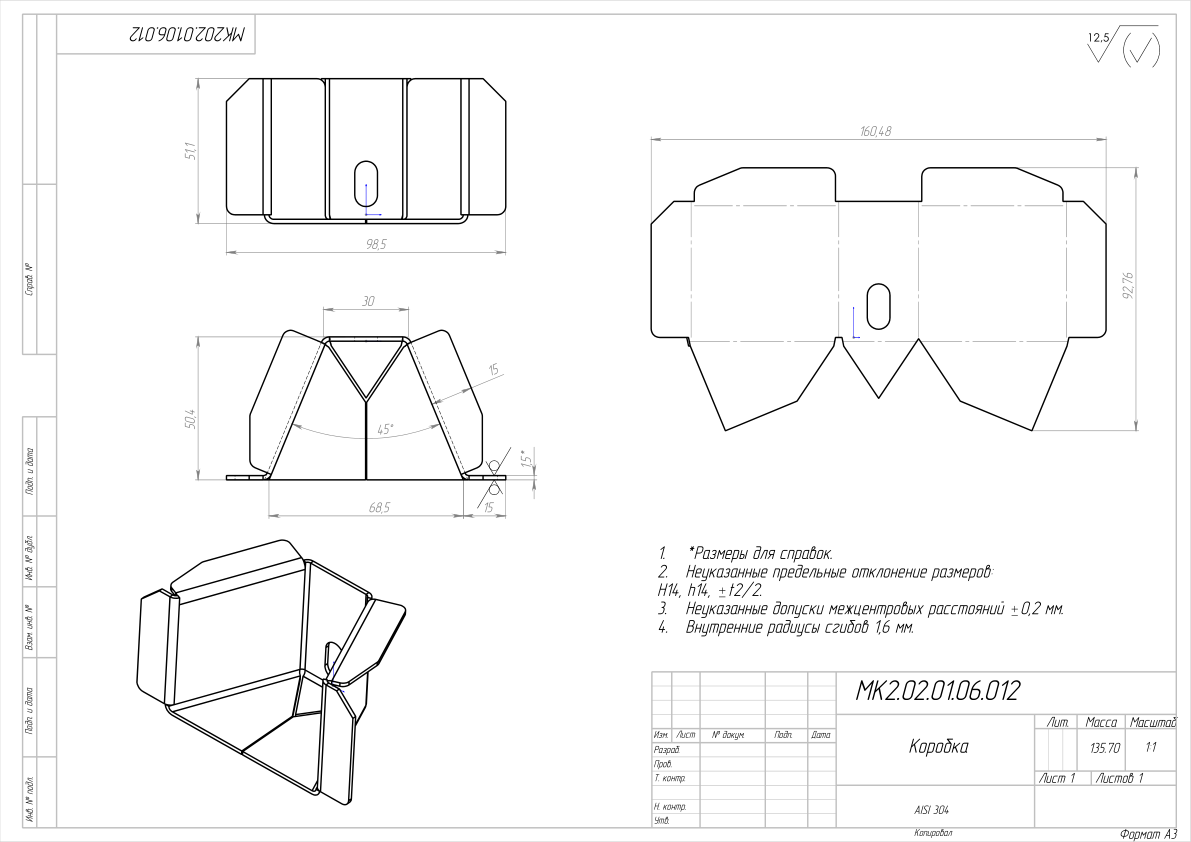 МК2.02.01.06.012
12,5
51,1
98,5
160,48
92,76
30
50,4
45°
15
1,5*
68,5
15
1. *Размеры для справок.
2. Неуказанные предельные отклонение размеров:
H14, h14, ±t2/2.
3. Неуказанные допуски межцентровых расстояний ±0,2 мм.
4. Внутренние радиусы сгибов 1,6 мм.
Справ. №
Подп. и дата
Инв. № дубл.
Взам. инв. №
Подп. и дата
Инв. № подл.
МК2.02.01.06.012
Изм. Лист № докум. Подп. Дата
Разраб.
Пров.
Т. контр.
Н. контр.
Утв.
Коробка
Лит. Масса Масштаб
135.70 1:1
Лист 1 Листов 1
AISI 304
Копировал
Формат А3